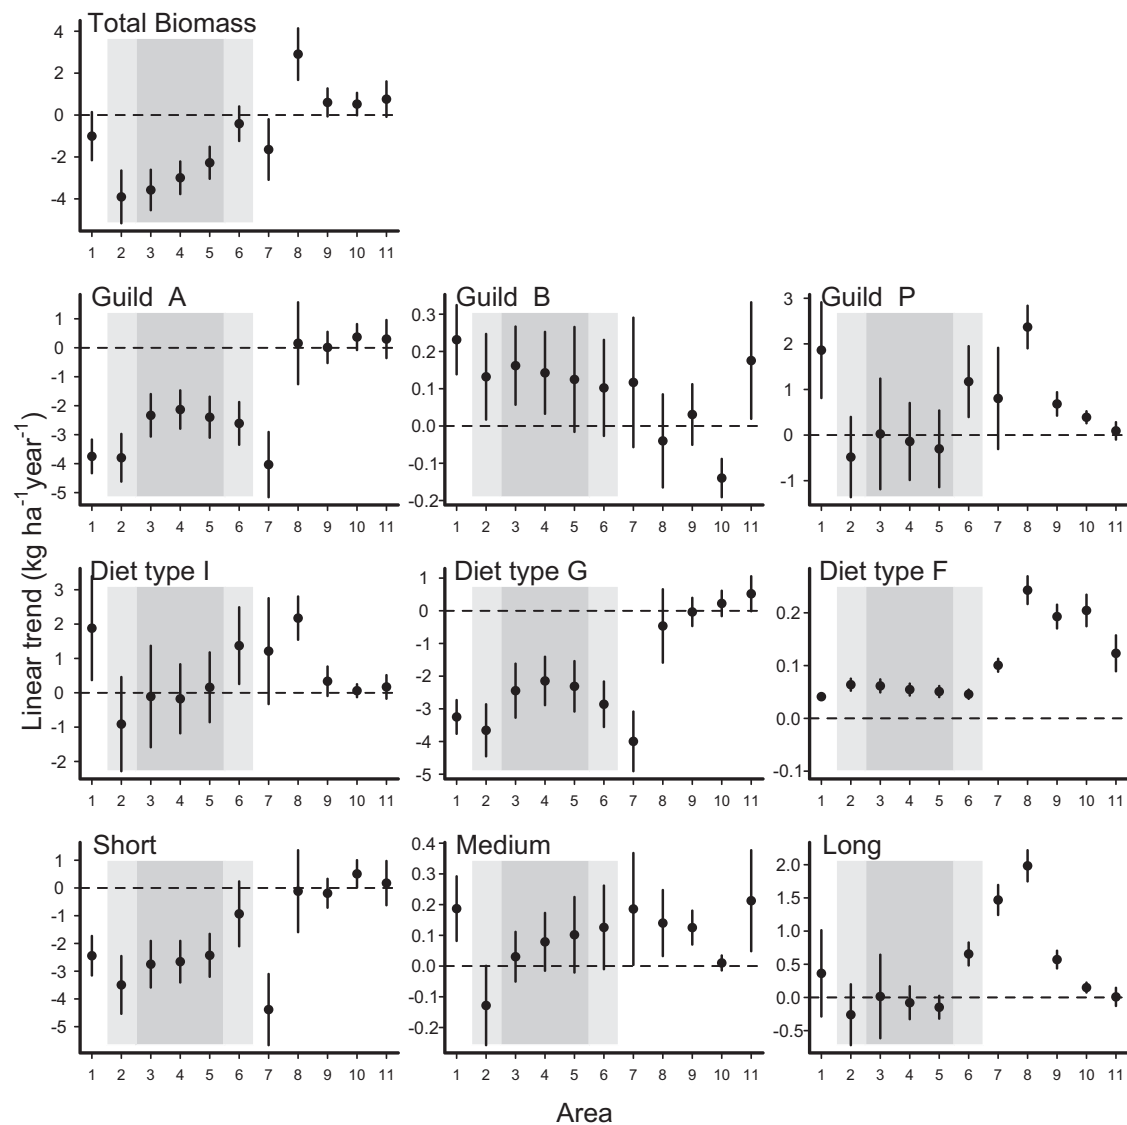 Total Biomass
4
2
0
-2
-4
1 2 3 4 5 6 7 8 9 10 11
Linear trend (kg ha-1year-1)
Guild A
1
0
-1
-2
-3
-4
-5
1 2 3 4 5 6 7 8 9 10 11
Guild B
0.3
0.2
0.1
0.0
-0.1
-0.2
1 2 3 4 5 6 7 8 9 10 11
Guild P
3
2
1
0
-1
1 2 3 4 5 6 7 8 9 10 11
Diet type I
3
2
1
0
-1
-2
1 2 3 4 5 6 7 8 9 10 11
Diet type G
1
0
-1
-2
-3
-4
-5
1 2 3 4 5 6 7 8 9 10 11
Diet type F
0.2
0.1
0.0
-0.1
1 2 3 4 5 6 7 8 9 10 11
Short
1
0
-1
-2
-3
-4
-5
1 2 3 4 5 6 7 8 9 10 11
Medium
0.4
0.3
0.2
0.1
0.0
-0.1
-0.2
1 2 3 4 5 6 7 8 9 10 11
Long
2.0
1.5
1.0
0.5
0.0
-0.5
1 2 3 4 5 6 7 8 9 10 11
Area